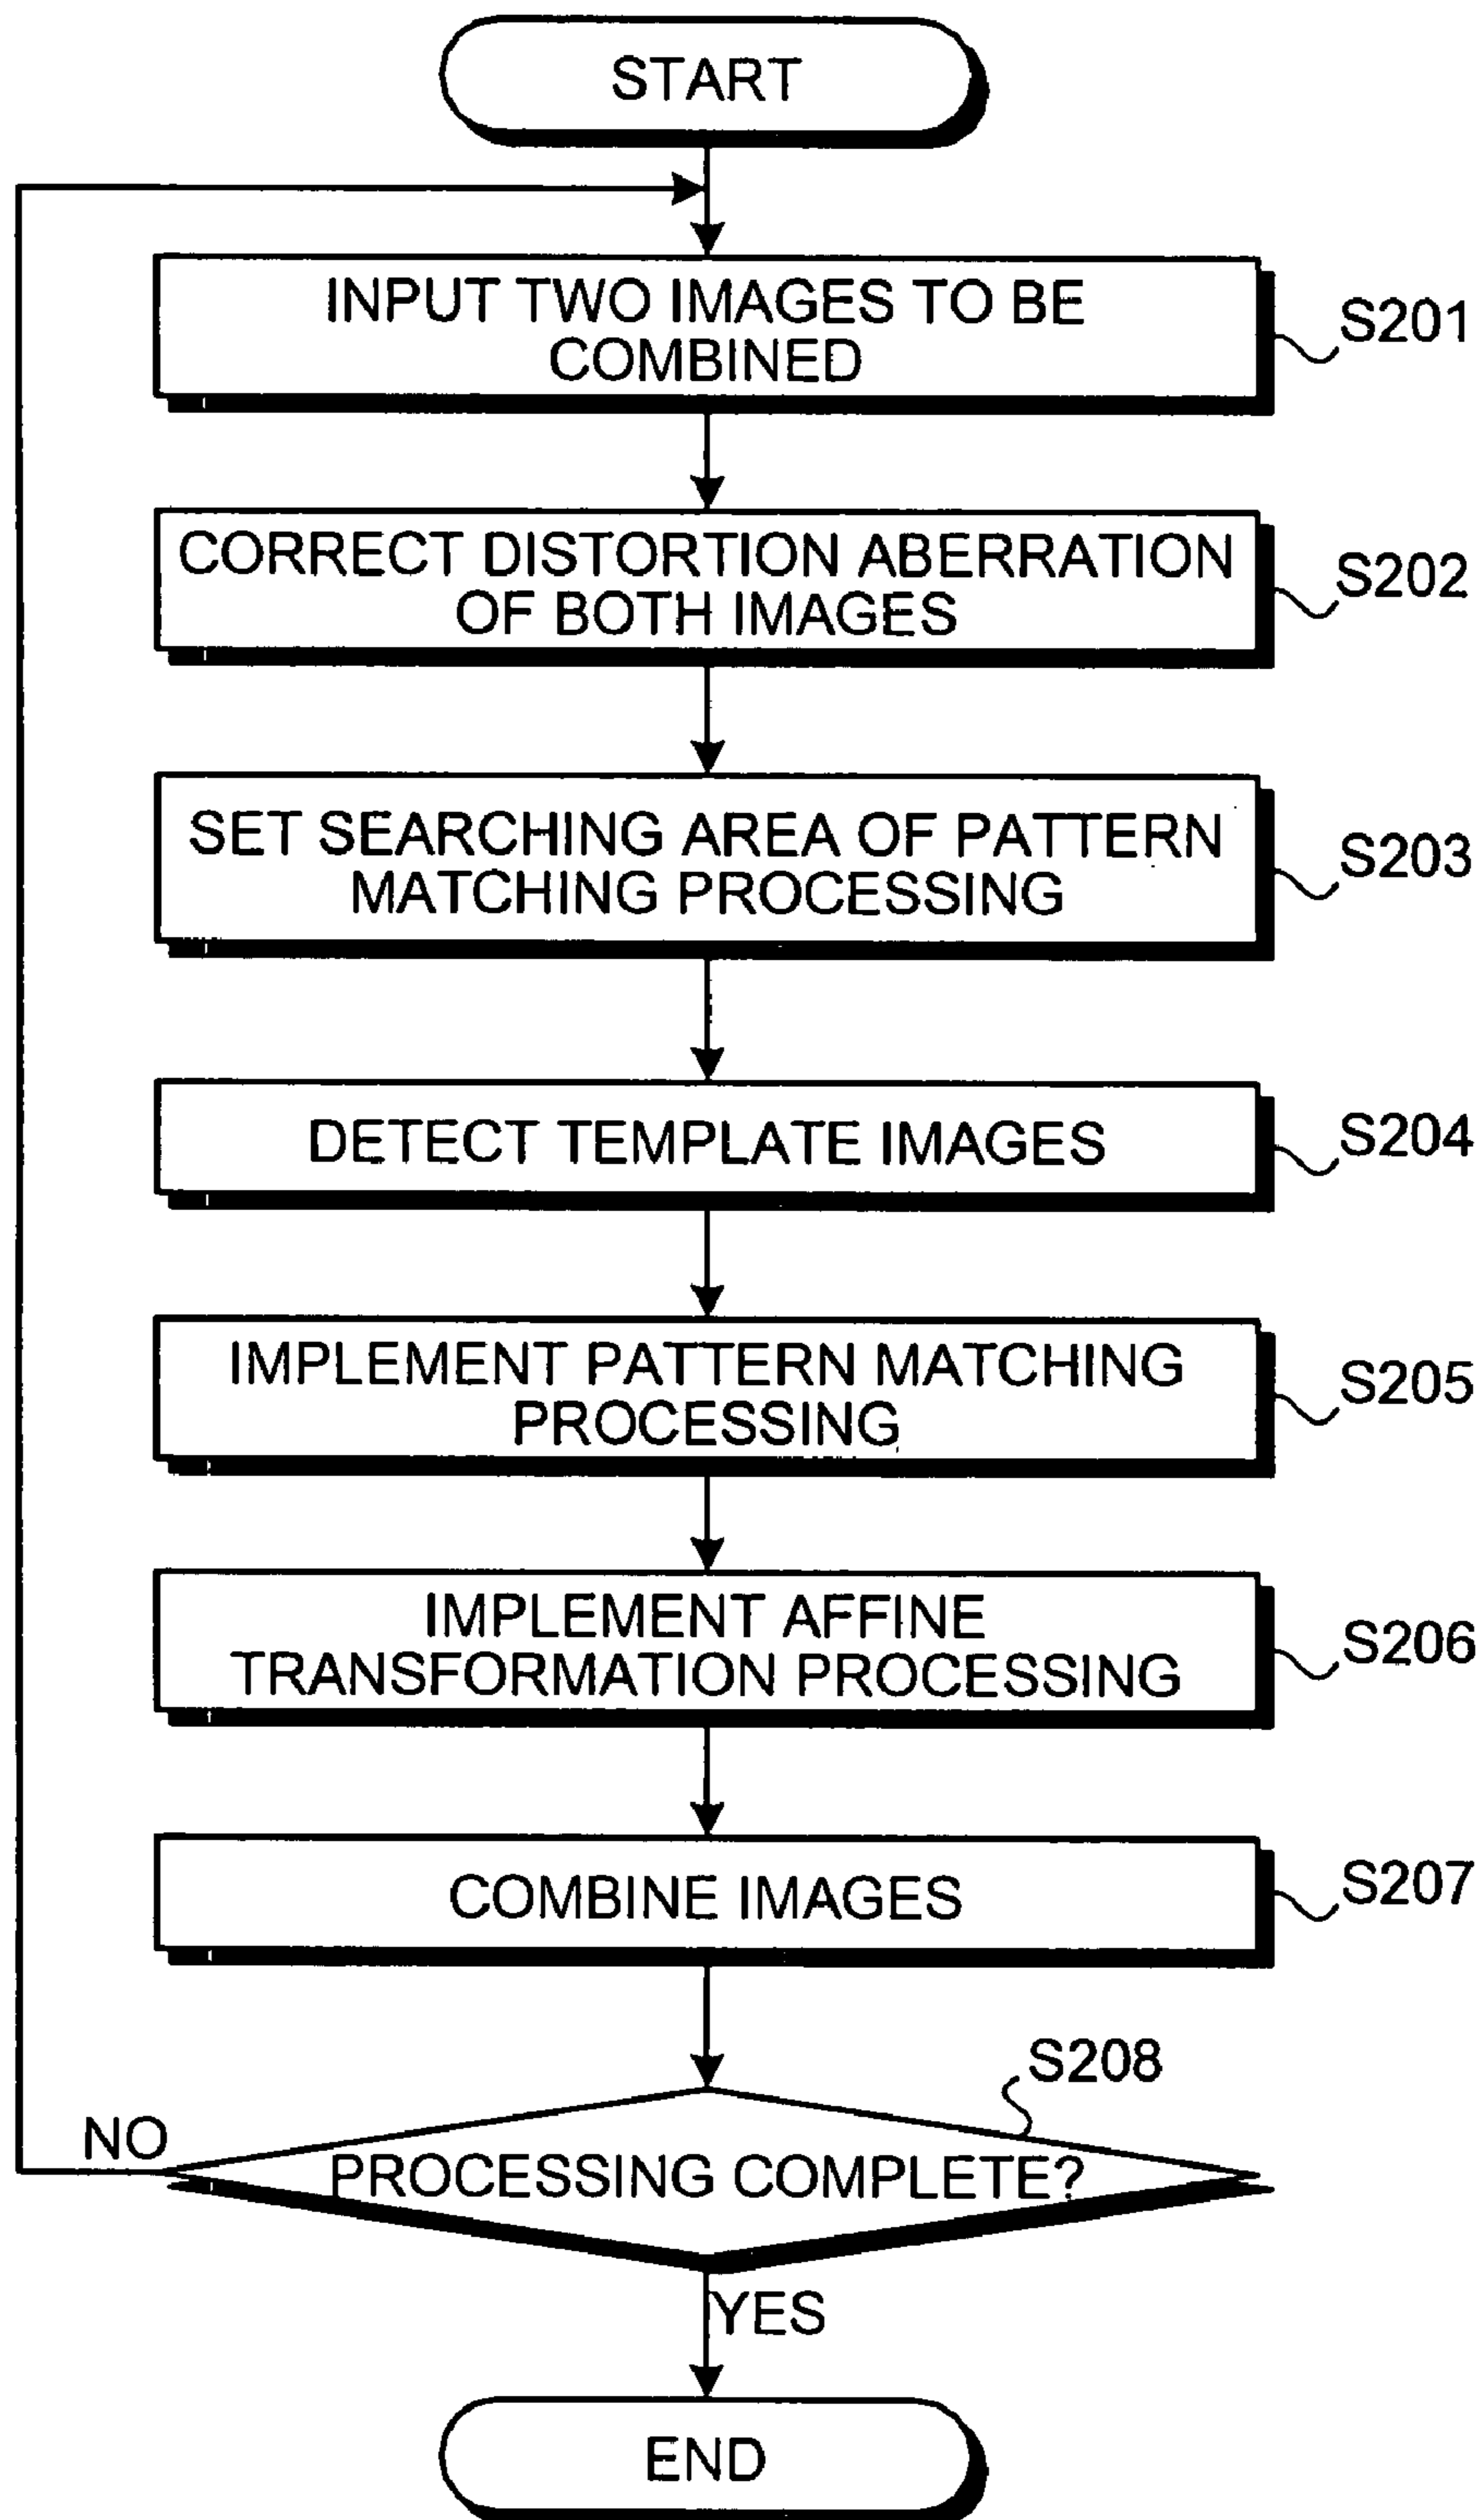 START
INPUT TWO IMAGES TO BE
COMBINED
S201
CORRECT DISTORTION ABERRATION
OF BOTH IMAGES
S202
SET SEARCHING AREA OF PATTERN
MATCHING PROCESSING
S203
DETECT TEMPLATE IMAGES
S204
IMPLEMENT PATTERN MATCHING
PROCESSING
S205
IMPLEMENT AFFINE
TRANSFORMATION PROCESSING
S206
COMBINE IMAGES
S207
S208
NO
PROCESSING COMPLETE?
YES
END